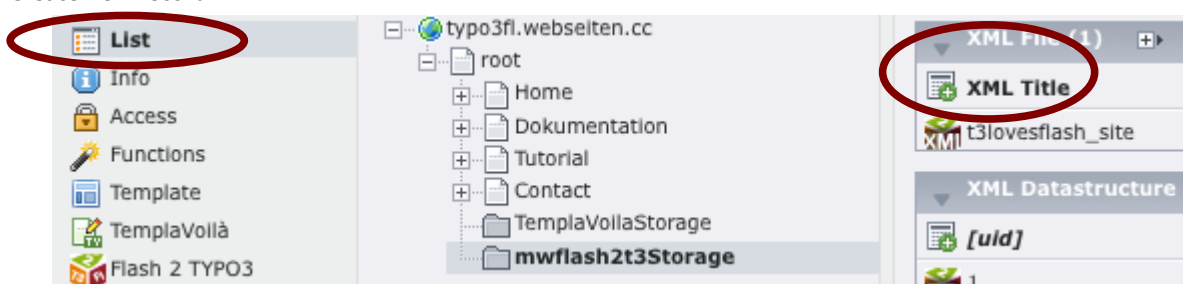 List
Info
Access
Functions
Template
TemplaVoilà
Flash 2 TYPO3
typo3fl.webseiten.cc
root
Home
Dokumentation
Tutorial
Contact
TemplaVoilaStorage
mwflash2t3Storage
XML File (1)
XML Title
XML t3lovesflash_site
XML Datastructure
[uid]
1